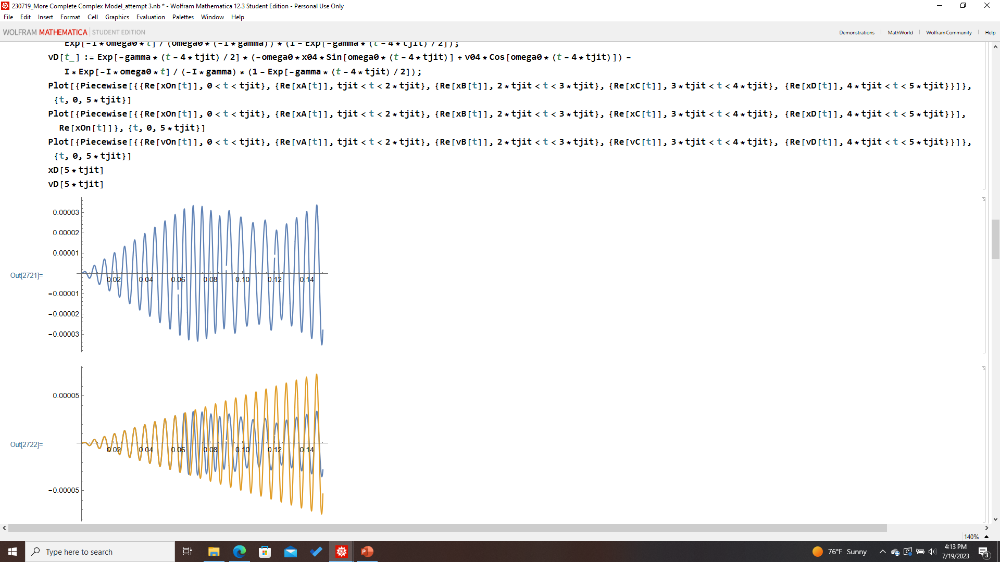 230719_More Complete Complex Model_attempt 3.nb * - Wolfram Mathematica 12.3 Student Edition - Personal Use Only
File Edit Insert Format Cell Graphics Evaluation Palettes Window Help
WOLFRAM MATHEMATICA STUDENT EDITION
Demonstrations MathWorld Wolfram Community Help
Exp[-I*omega0*t] / (omega0*(-I*gamma)) * (1-Exp[-gamma*(t-4*tjit)/2]);
vD[t_] := Exp[-gamma*(t-4*tjit)/2] * (-omega0*x04*Sin[omega0*(t-4*tjit)] + v04*Cos[omega0*(t-4*tjit)]) -
I*Exp[-I*omega0*t] / (-I*gamma) * (1-Exp[-gamma*(t-4*tjit)/2]);
Plot[{Piecewise[{{Re[xOn[t]], 0<t<tjit}, {Re[xA[t]], tjit<t<2*tjit}, {Re[xB[t]], 2*tjit<t<3*tjit}, {Re[xC[t]], 3*tjit<t<4*tjit}, {Re[xD[t]], 4*tjit<t<5*tjit}}]},
{t, 0, 5*tjit}]
Plot[{Piecewise[{{Re[xOn[t]], 0<t<tjit}, {Re[xA[t]], tjit<t<2*tjit}, {Re[xB[t]], 2*tjit<t<3*tjit}, {Re[xC[t]], 3*tjit<t<4*tjit}, {Re[xD[t]], 4*tjit<t<5*tjit}}],
Re[xOn[t]]}, {t, 0, 5*tjit}]
Plot[{Piecewise[{{Re[vOn[t]], 0<t<tjit}, {Re[vA[t]], tjit<t<2*tjit}, {Re[vB[t]], 2*tjit<t<3*tjit}, {Re[vC[t]], 3*tjit<t<4*tjit}, {Re[vD[t]], 4*tjit<t<5*tjit}}]},
{t, 0, 5*tjit}]
xD[5*tjit]
vD[5*tjit]
0.00003
0.00002
0.00001
Out[2721]=
0.02 0.04 0.06 0.08 0.10 0.12 0.14
-0.00001
-0.00002
-0.00003
0.00005
Out[2722]=
0.02 0.04 0.06 0.08 0.10 0.12 0.14
-0.00005
140%
Type here to search
76°F Sunny
4:13 PM
7/19/2023
3